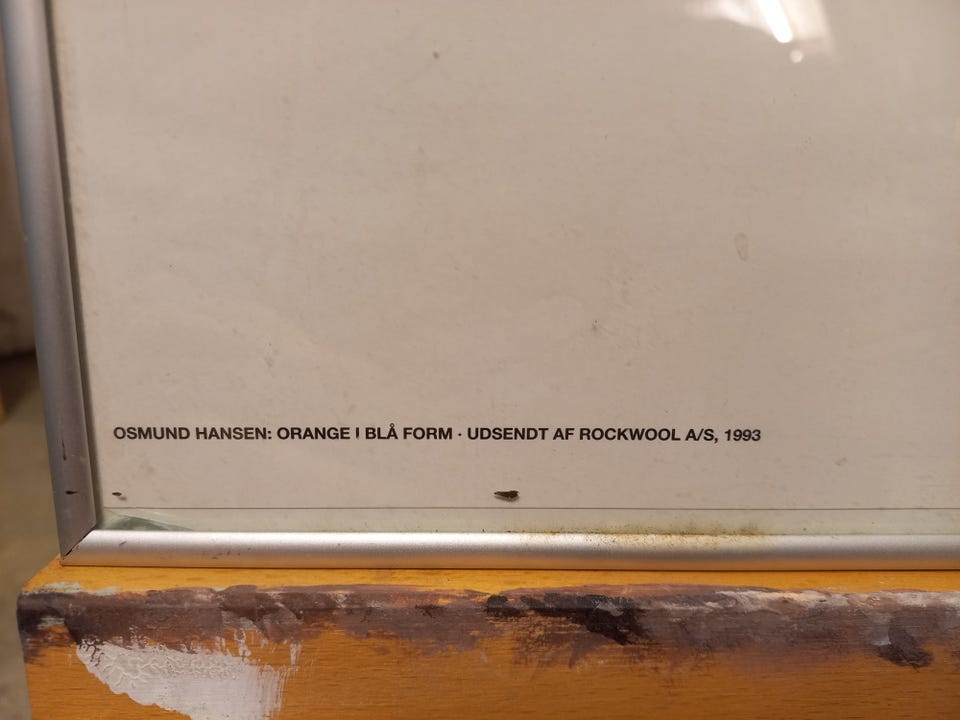 OSMUND HANSEN: ORANGE I BLÅ FORM · UDSENDT AF ROCKWOOL A/S, 1993